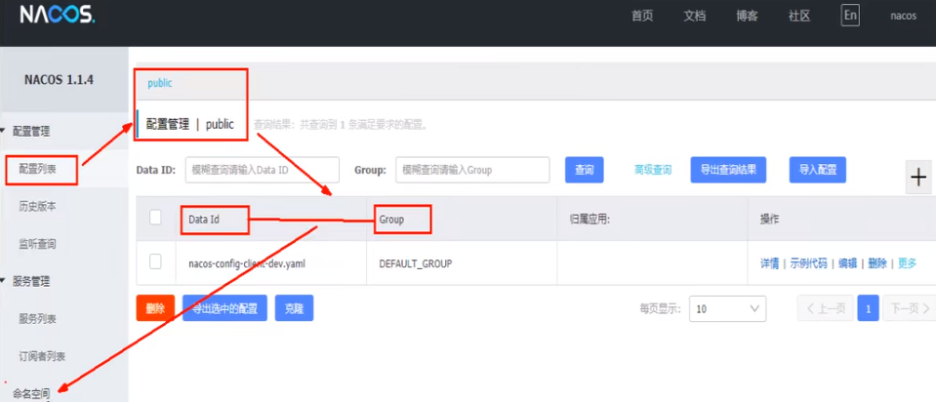 NACOS.
首页 文档 博客 社区 En nacos
NACOS 1.1.4
配置管理
配置列表
历史版本
监听查询
服务管理
服务列表
订阅者列表
命名空间
public
配置管理 | public 查询结果：共查询到 1 条满足要求的配置。
Data ID: 模糊查询请输入Data ID Group: 模糊查询请输入Group 查询 高级查询 导出查询结果 导入配置
Data Id Group 归属应用: 操作
nacos-config-client-dev.yaml DEFAULT_GROUP 详情 | 示例代码 | 编辑 | 删除 | 更多
删除 导出选中的配置 克隆 每页显示: 10 上一页 1 下一页